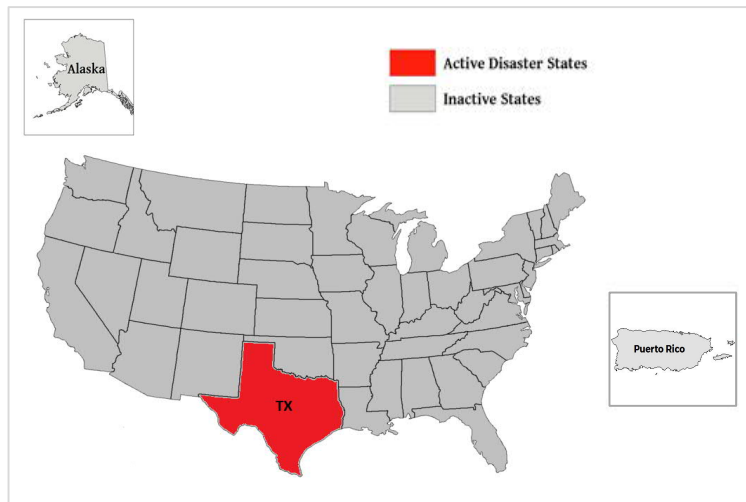 Alaska
Active Disaster States
Inactive States
Puerto Rico
TX